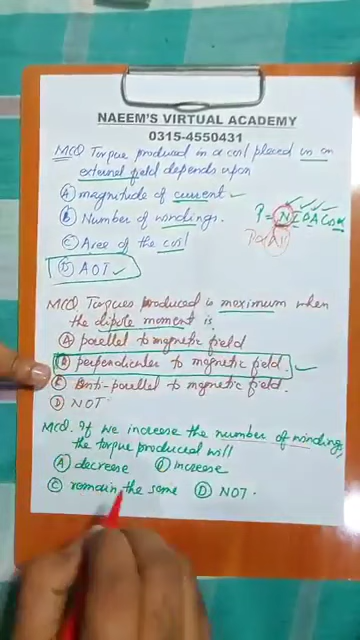 NAEEM'S VIRTUAL ACADEMY
0315-4550431
MCQ Torque produced in a coil placed in an
external field depends upon
(A) magnitude of current ✓
(B) Number of windings.
(C) Area of the coil
(D) AOT ✓
τ = NIBA Cosα
MCQ Torques produced is maximum when
the dipole moment is
(A) parallel to magnetic field
(B) perpendicular to magnetic field. ✓
(C) Anti-parallel to magnetic field.
(D) NOT.
MCQ. If we increase the number of windings,
the torque produced will
(A) decrease (B) increase
(C) remain the same (D) NOT.